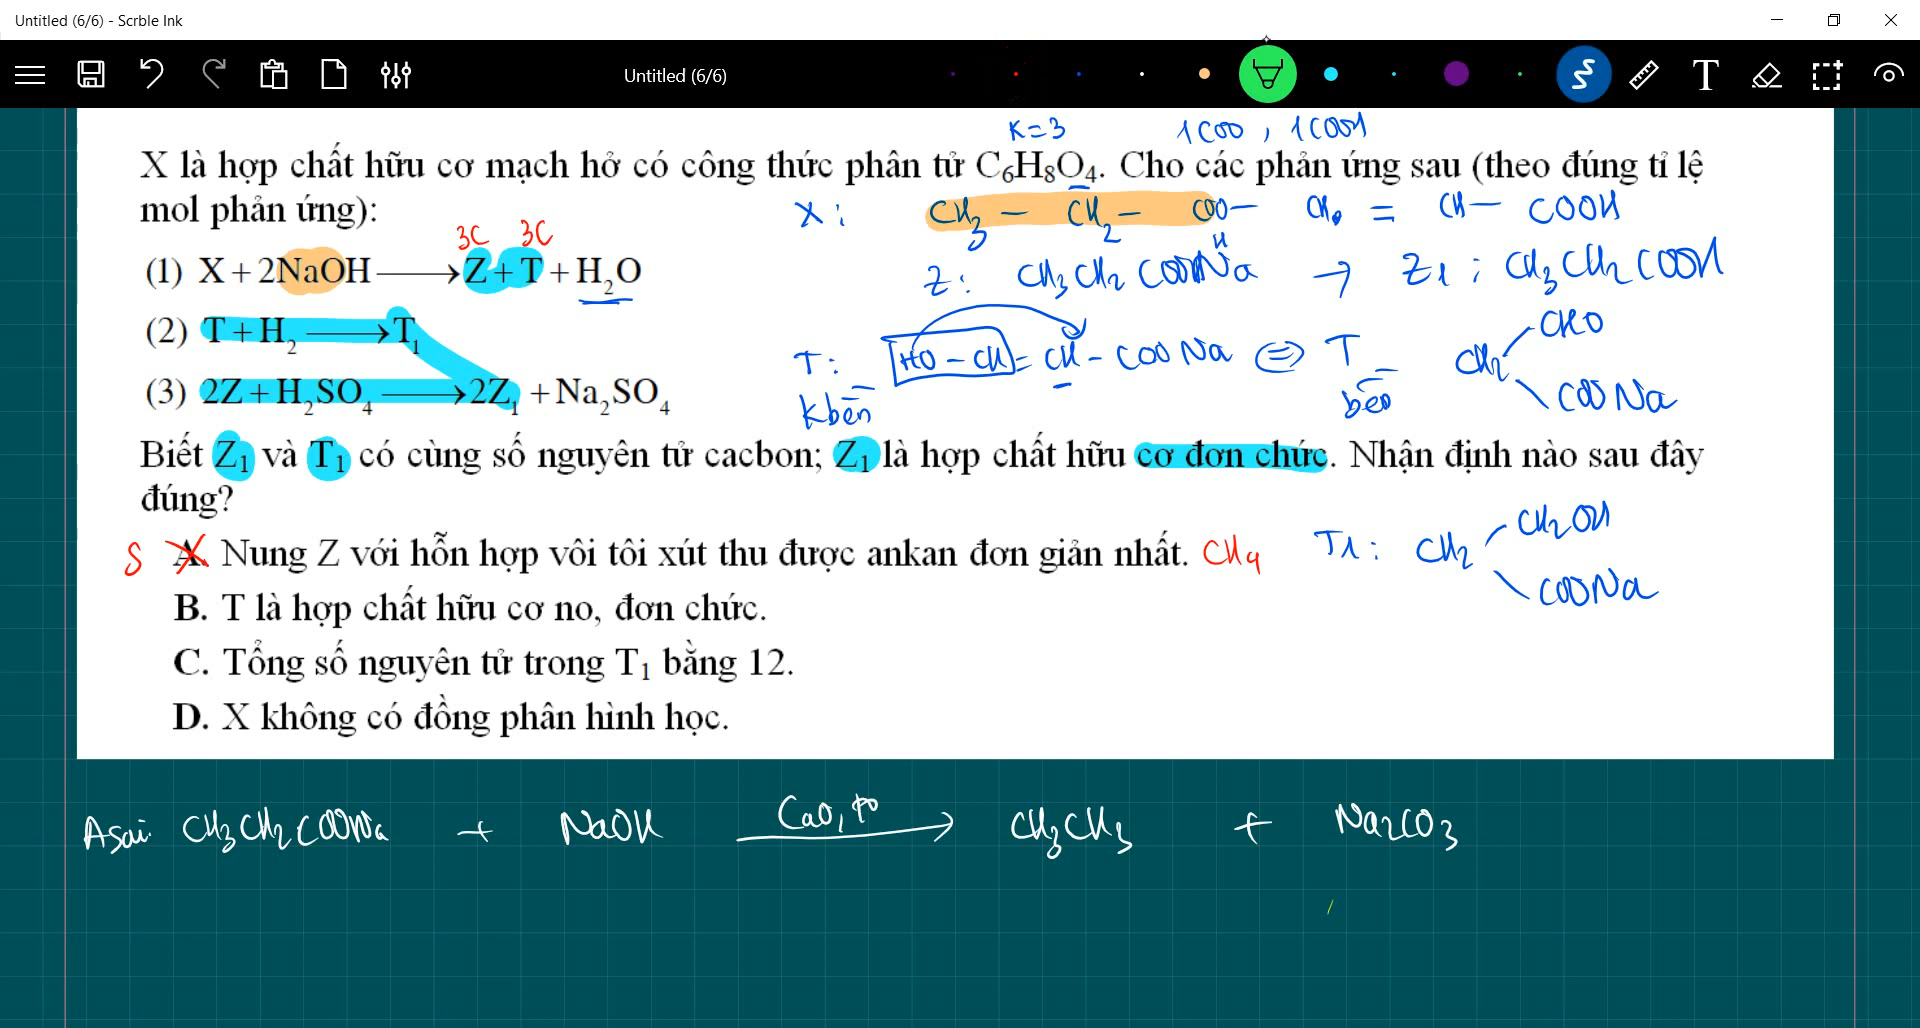 Untitled (6/6) - Scrble Ink
Untitled (6/6)
K=3 1COO, 1COOH
X là hợp chất hữu cơ mạch hở có công thức phân tử C₆H₈O₄. Cho các phản ứng sau (theo đúng tỉ lệ
mol phản ứng):
X: CH₃ – CH₂ – COO – CH = CH – COOH
3C 3C
(1) X + 2NaOH ⟶ Z + T + H₂O
Z: CH₃CH₂COONa → Z₁: CH₃CH₂COOH
(2) T + H₂ ⟶ T₁
T: HO – CH = CH – COONa ⇔ T CH₂ CHO COONa
k bền bền
(3) 2Z + H₂SO₄ ⟶ 2Z₁ + Na₂SO₄
Biết Z₁ và T₁ có cùng số nguyên tử cacbon; Z₁ là hợp chất hữu cơ đơn chức. Nhận định nào sau đây
đúng?
S A. Nung Z với hỗn hợp vôi tôi xút thu được ankan đơn giản nhất. CH₄
T₁: CH₂ CH₂OH COONa
B. T là hợp chất hữu cơ no, đơn chức.
C. Tổng số nguyên tử trong T₁ bằng 12.
D. X không có đồng phân hình học.
A sai: CH₃CH₂COONa + NaOH ⟶ CaO, t⁰ CH₃CH₃ + Na₂CO₃